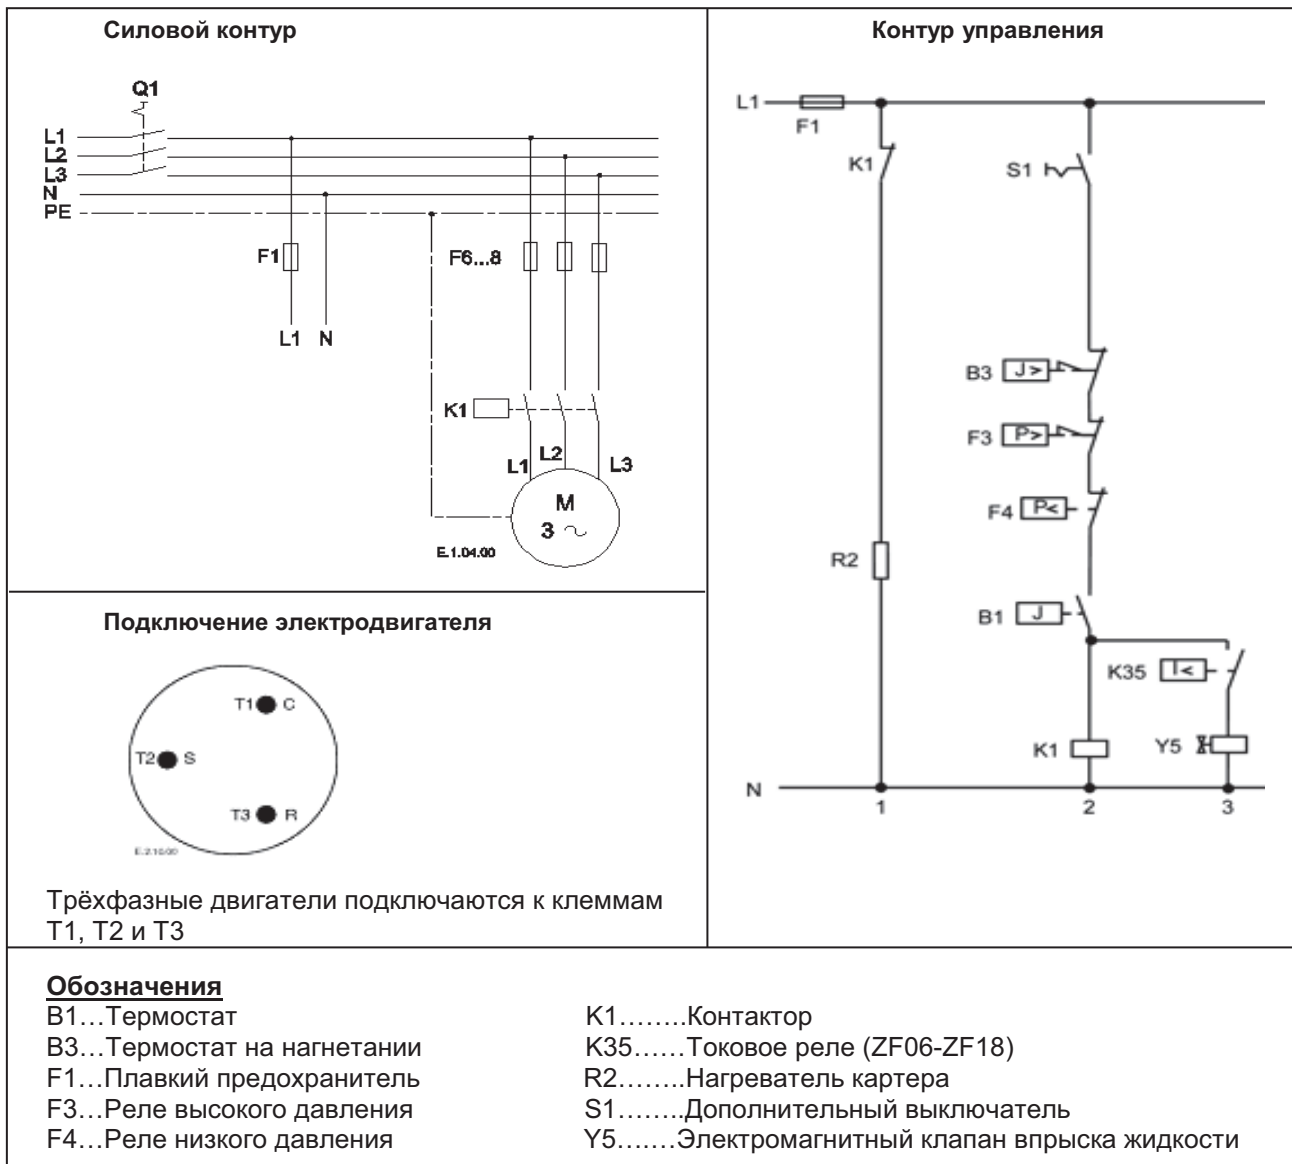 Силовой контур
Q1
L1
L2
L3
N
PE
F1
F6...8
L1 N
K1
L1 L2 L3
M
3 ~
E.1.04.00
Подключение электродвигателя
T1 C
T2 S
T3 R
E.2.10.00
Трёхфазные двигатели подключаются к клеммам
T1, T2 и T3
Контур управления
L1
F1
K1
S1
B3 J>
F3 P>
F4 P<
R2
B1 J
K35 I<
K1
Y5
N
1 2 3
Обозначения
B1…Термостат
B3…Термостат на нагнетании
F1…Плавкий предохранитель
F3…Реле высокого давления
F4…Реле низкого давления
K1……..Контактор
K35……Токовое реле (ZF06-ZF18)
R2……..Нагреватель картера
S1……..Дополнительный выключатель
Y5….…Электромагнитный клапан впрыска жидкости